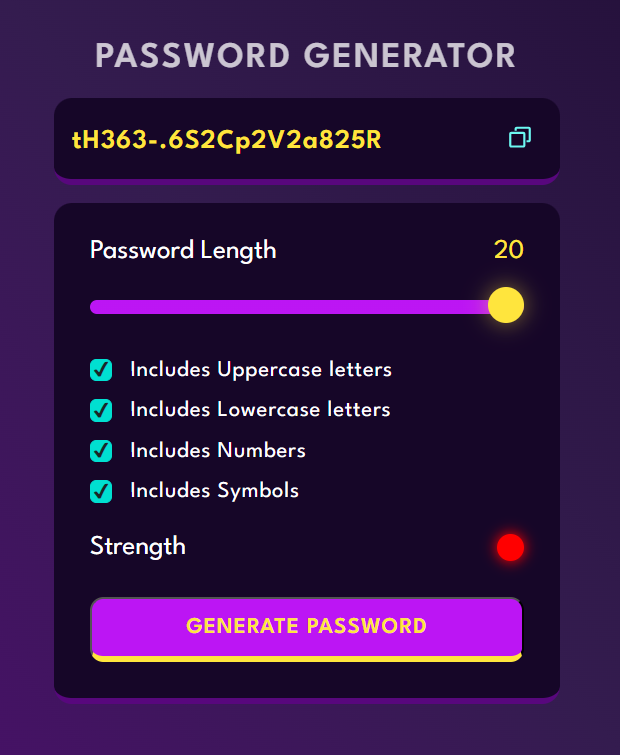 PASSWORD GENERATOR
tH363-.6S2Cp2V2a825R
Password Length 20
Includes Uppercase letters
Includes Lowercase letters
Includes Numbers
Includes Symbols
Strength
GENERATE PASSWORD